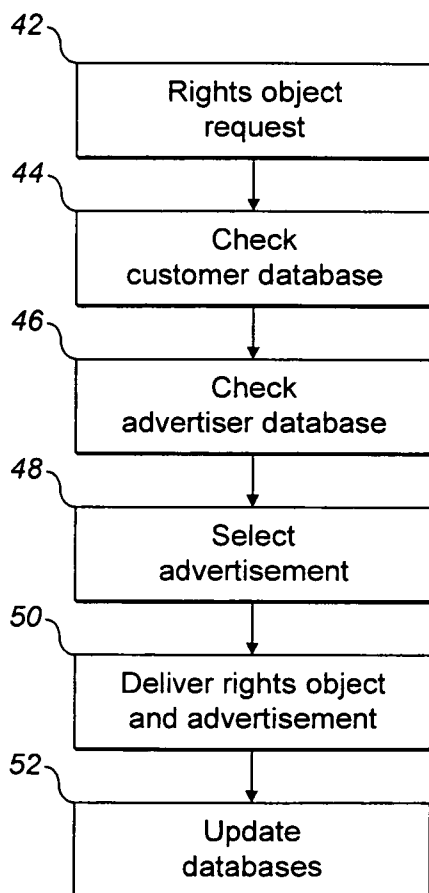 42
Rights object
request
44
Check
customer database
46
Check
advertiser database
48
Select
advertisement
50
Deliver rights object
and advertisement
52
Update
databases